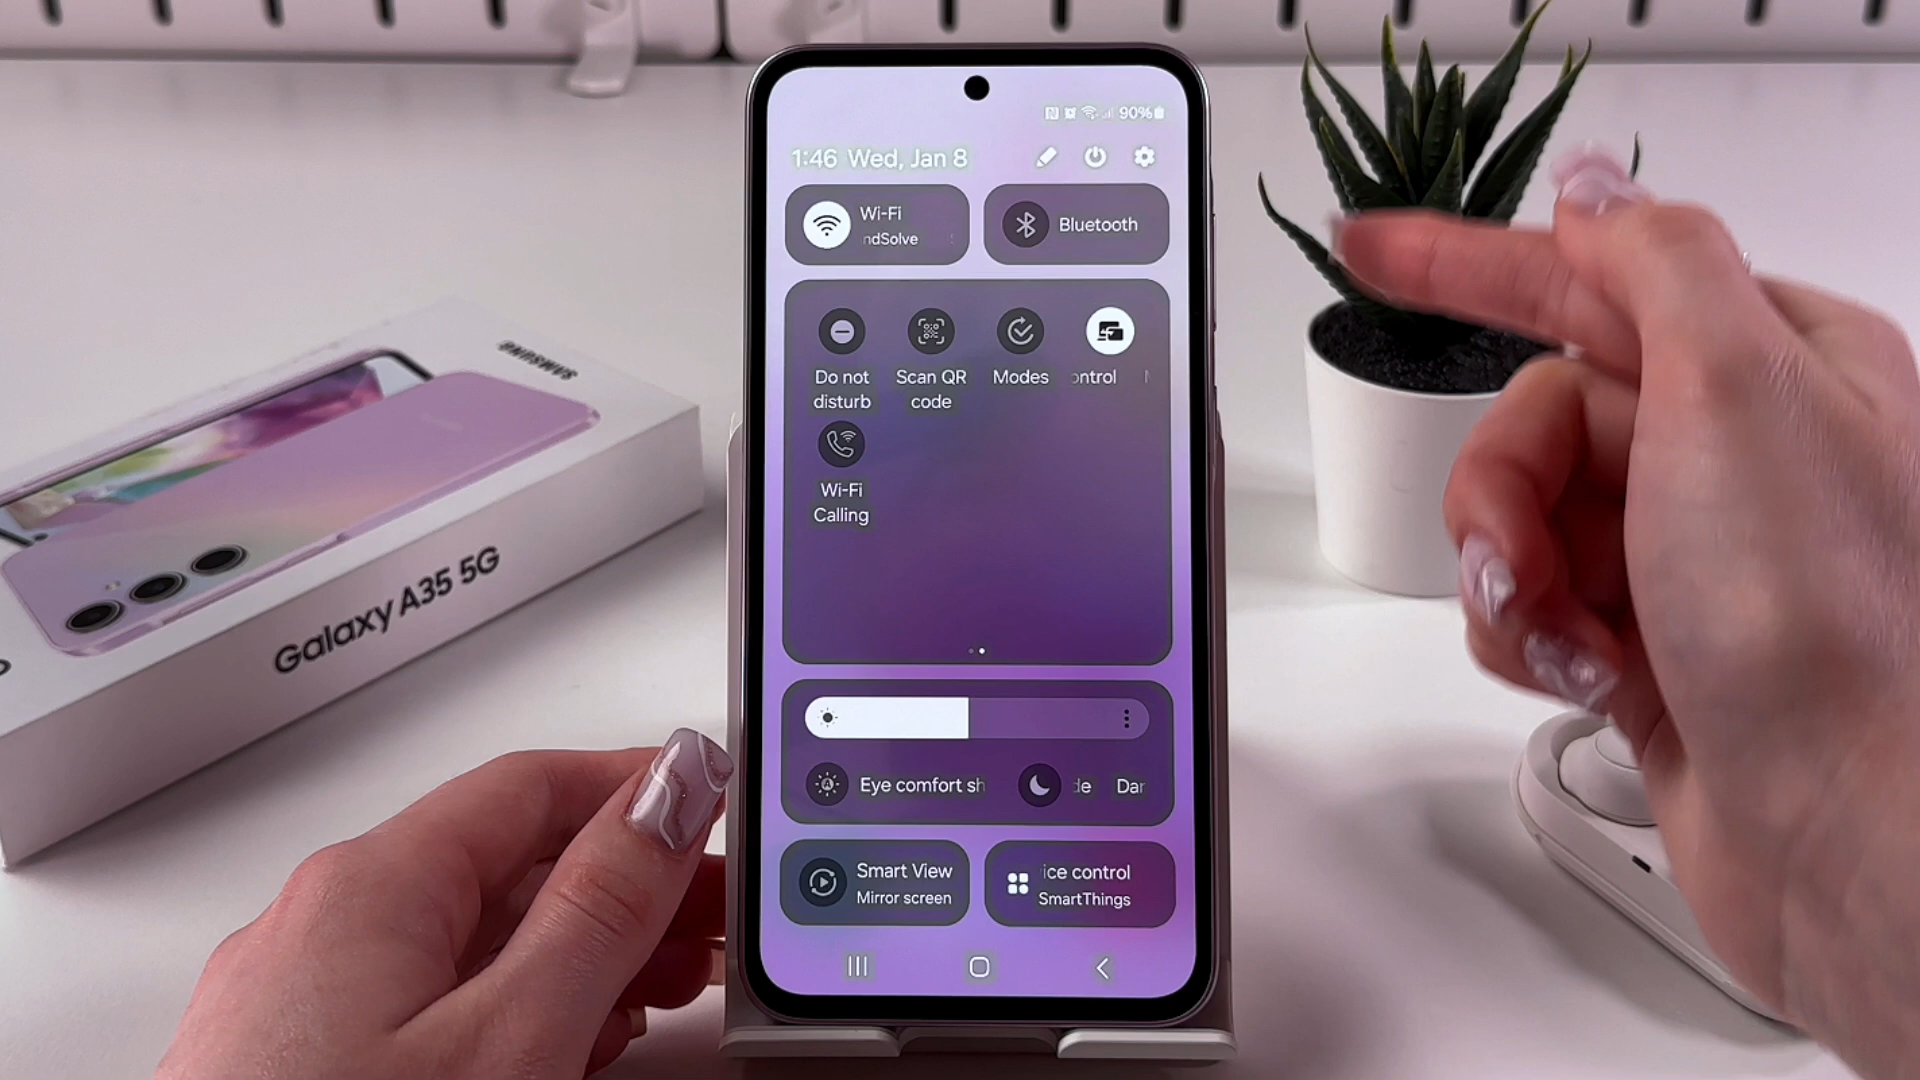 90%
1:46 Wed, Jan 8
Wi-Fi
ndSolve
Bluetooth
Do not
disturb
Scan QR
code
Modes
ontrol
Wi-Fi
Calling
Eye comfort sh
de Dar
Smart View
Mirror screen
ice control
SmartThings
SAMSUNG
Galaxy A35 5G